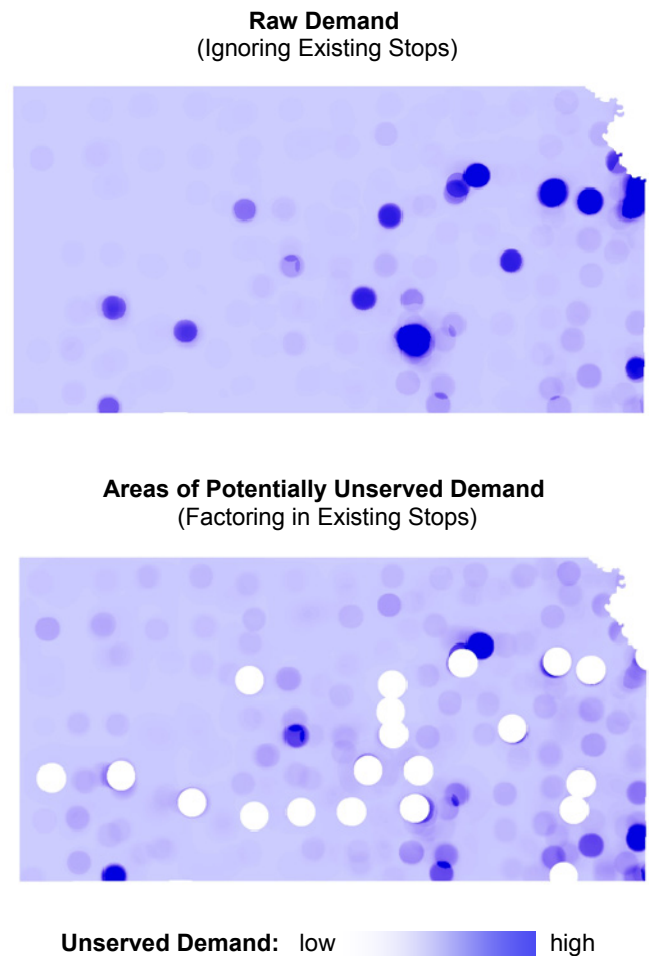 Raw Demand
(Ignoring Existing Stops)
Areas of Potentially Unserved Demand
(Factoring in Existing Stops)
Unserved Demand: low high